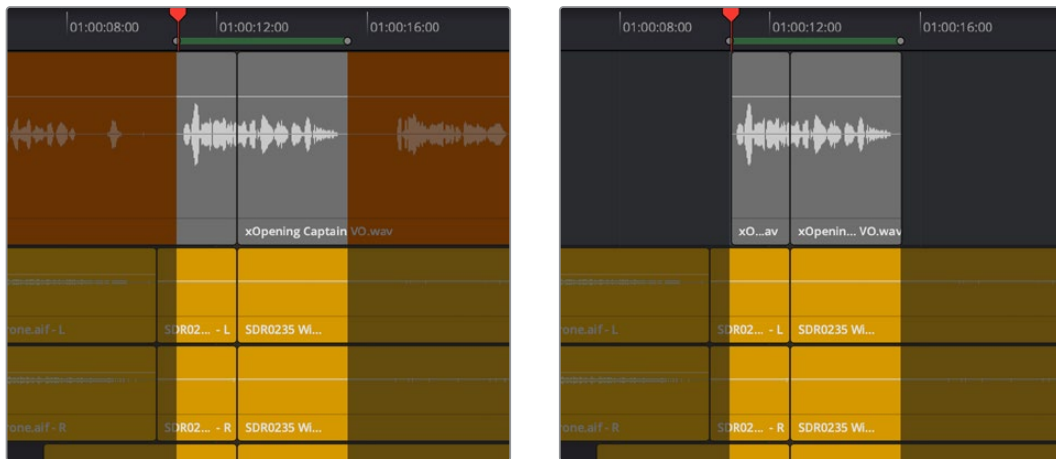 01:00:08:00 01:00:12:00 01:00:16:00
xOpening Captain VO.wav
rone.aif - L SDR02... - L SDR0235 Wi...
rone.aif - R SDR02... - R SDR0235 Wi...
01:00:08:00 01:00:12:00 01:00:16:00
xO...av xOpenin... VO.wav
rone.aif - L SDR02... - L SDR0235 Wi...
rone.aif - R SDR02... - R SDR0235 Wi...